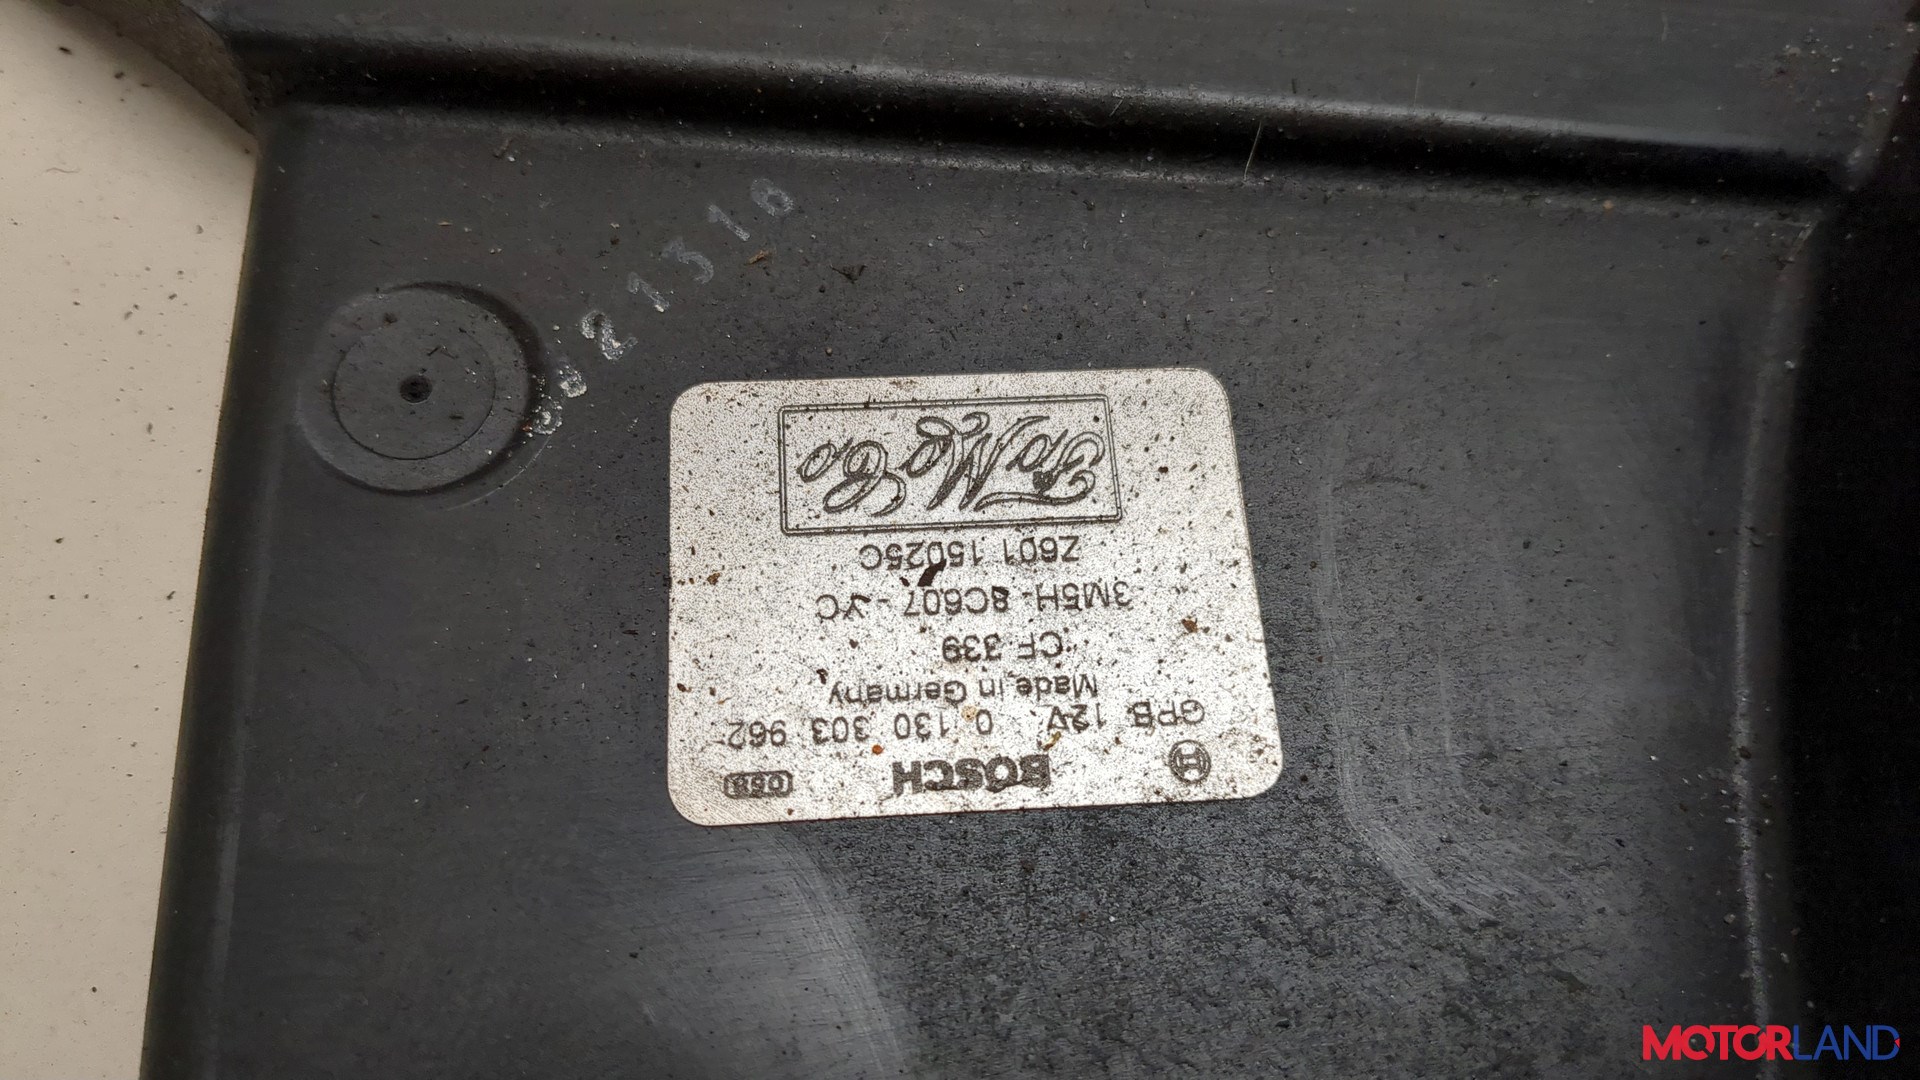 BOSCH
GPB 12V 0 130 303 962
Made in Germany
CF 339
3M5H-8C607-YC
Z601 15025C
FoMoCo
MOTORLAND